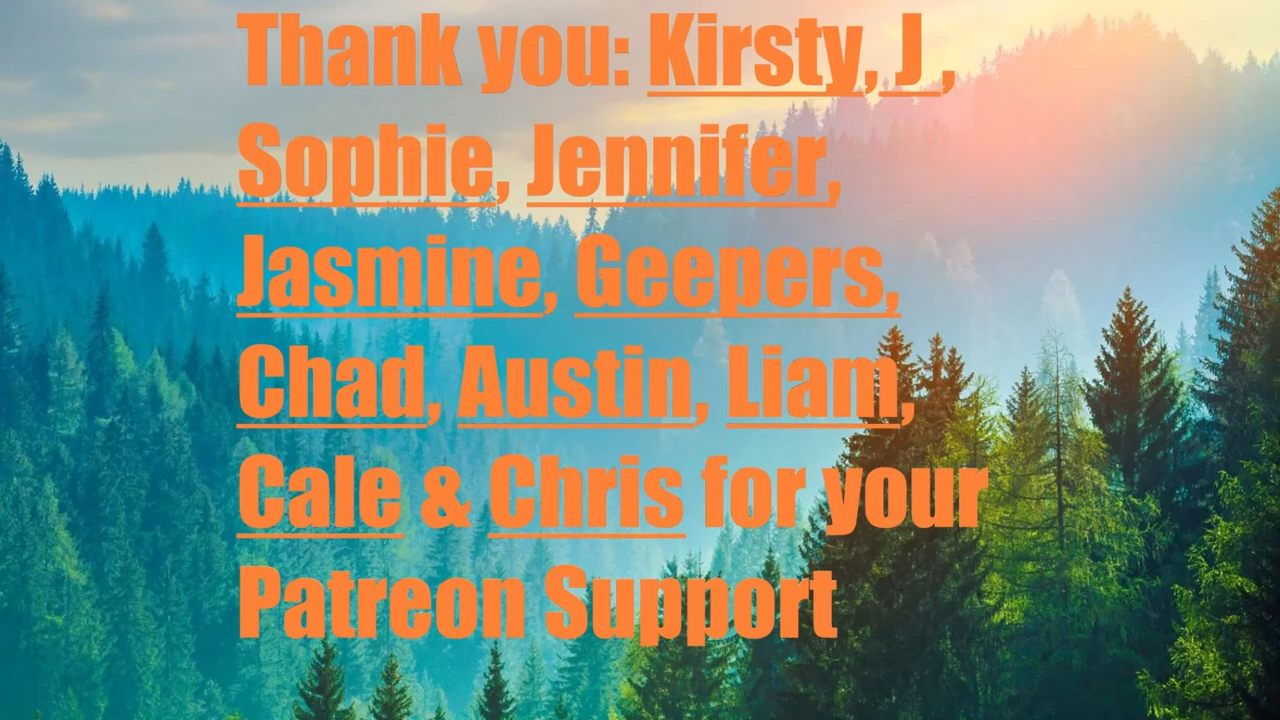 Thank you: Kirsty, J ,
Sophie, Jennifer,
Jasmine, Geepers,
Chad, Austin, Liam,
Cale & Chris for your
Patreon Support